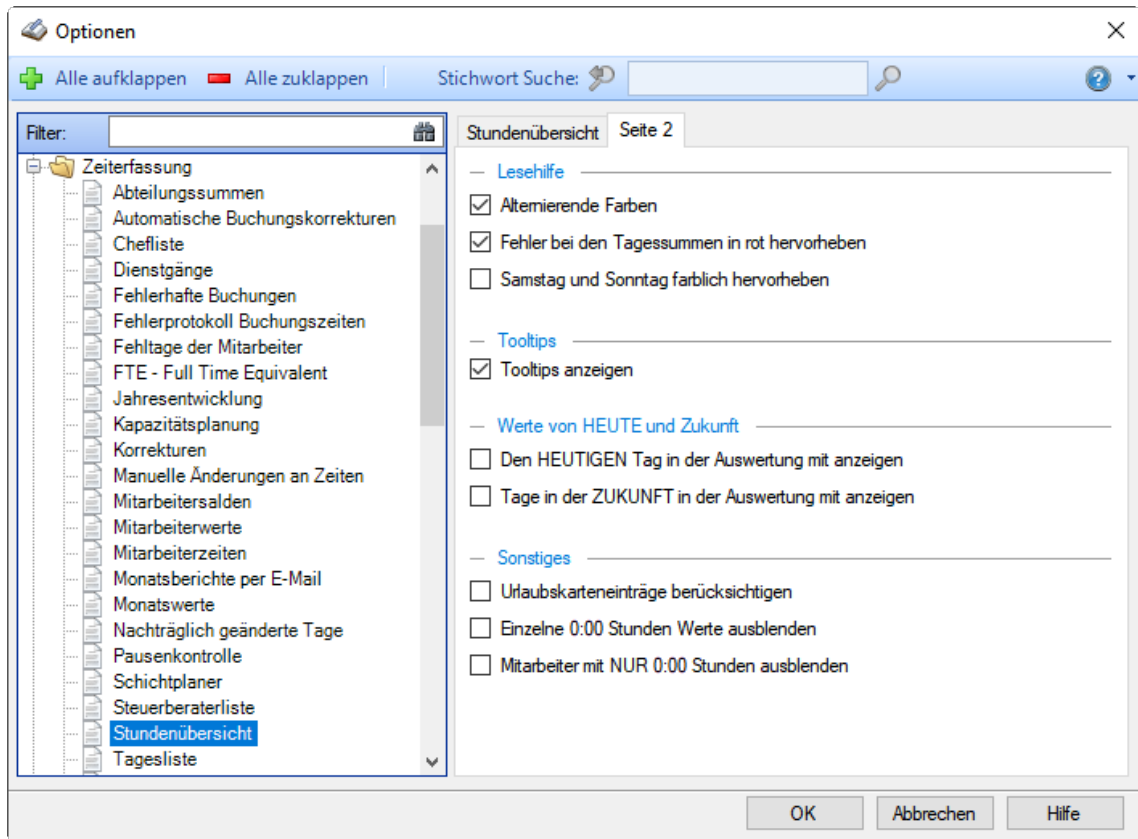 Optionen
Alle aufklappen Alle zuklappen Stichwort Suche:
Filter:
Zeiterfassung
Abteilungssummen
Automatische Buchungskorrekturen
Chefliste
Dienstgänge
Fehlerhafte Buchungen
Fehlerprotokoll Buchungszeiten
Fehltage der Mitarbeiter
FTE - Full Time Equivalent
Jahresentwicklung
Kapazitätsplanung
Korrekturen
Manuelle Änderungen an Zeiten
Mitarbeitersalden
Mitarbeiterwerte
Mitarbeiterzeiten
Monatsberichte per E-Mail
Monatswerte
Nachträglich geänderte Tage
Pausenkontrolle
Schichtplaner
Steuerberaterliste
Stundenübersicht
Tagesliste
Stundenübersicht Seite 2
Lesehilfe
Alternierende Farben
Fehler bei den Tagessummen in rot hervorheben
Samstag und Sonntag farblich hervorheben
Tooltips
Tooltips anzeigen
Werte von HEUTE und Zukunft
Den HEUTIGEN Tag in der Auswertung mit anzeigen
Tage in der ZUKUNFT in der Auswertung mit anzeigen
Sonstiges
Urlaubskarteneinträge berücksichtigen
Einzelne 0:00 Stunden Werte ausblenden
Mitarbeiter mit NUR 0:00 Stunden ausblenden
OK Abbrechen Hilfe